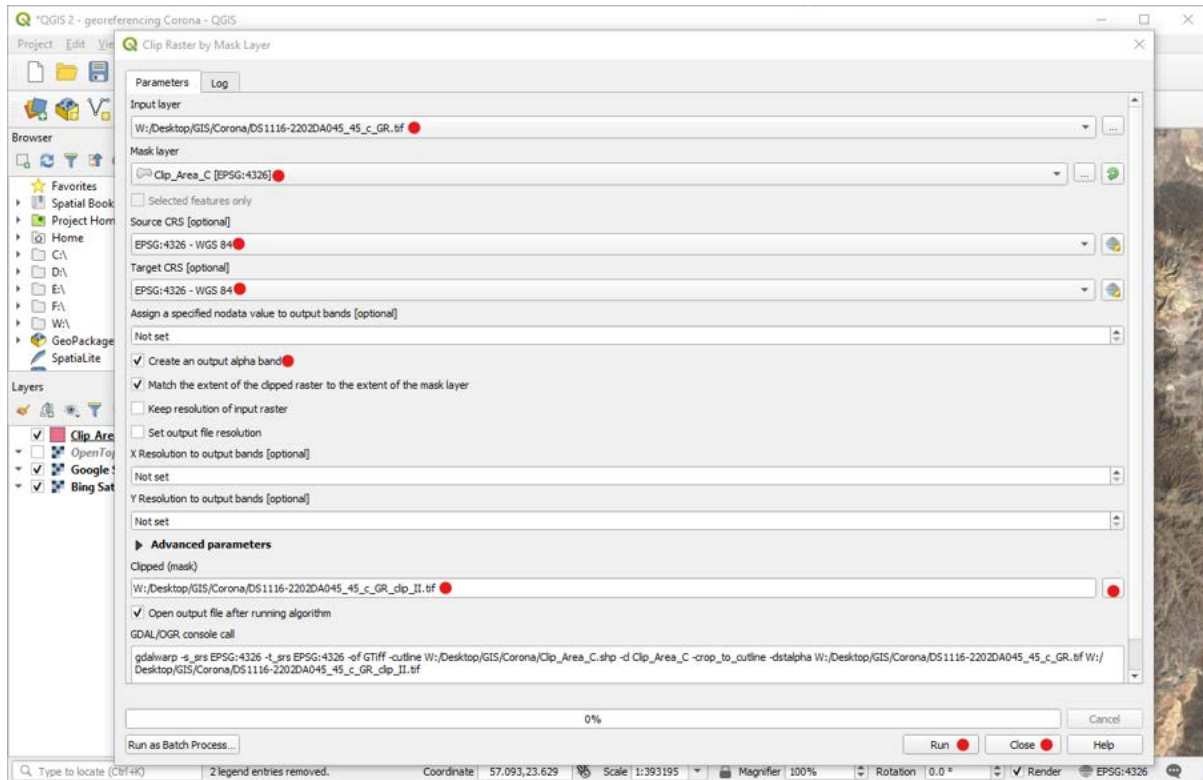 *QGIS 2 - georeferencing Corona - QGIS
Project Edit Vie
Clip Raster by Mask Layer
Parameters Log
Input layer
W:/Desktop/GIS/Corona/DS1116-2202DA045_45_c_GR.tif
...
Mask layer
Clip_Area_C [EPSG:4326]
...
Selected features only
Source CRS [optional]
EPSG:4326 - WGS 84
Target CRS [optional]
EPSG:4326 - WGS 84
Assign a specified nodata value to output bands [optional]
Not set
Create an output alpha band
Match the extent of the clipped raster to the extent of the mask layer
Keep resolution of input raster
Set output file resolution
X Resolution to output bands [optional]
Not set
Y Resolution to output bands [optional]
Not set
Advanced parameters
Clipped (mask)
W:/Desktop/GIS/Corona/DS1116-2202DA045_45_c_GR_clip_II.tif
Open output file after running algorithm
GDAL/OGR console call
gdalwarp -s_srs EPSG:4326 -t_srs EPSG:4326 -of GTiff -cutline W:/Desktop/GIS/Corona/Clip_Area_C.shp -cl Clip_Area_C -crop_to_cutline -dstalpha W:/Desktop/GIS/Corona/DS1116-2202DA045_45_c_GR.tif W:/
Desktop/GIS/Corona/DS1116-2202DA045_45_c_GR_clip_II.tif
0%
Cancel
Run as Batch Process...
Run
Close
Help
Browser
Favorites
Spatial Book
Project Hom
Home
C:\
D:\
E:\
F:\
W:\
GeoPackage
SpatiaLite
Layers
Clip_Are
OpenTop
Google S
Bing Sat
Type to locate (Ctrl+K) 2 legend entries removed. Coordinate 57.093,23.629 Scale 1:393195 Magnifier 100% Rotation 0.0 ° Render EPSG:4326